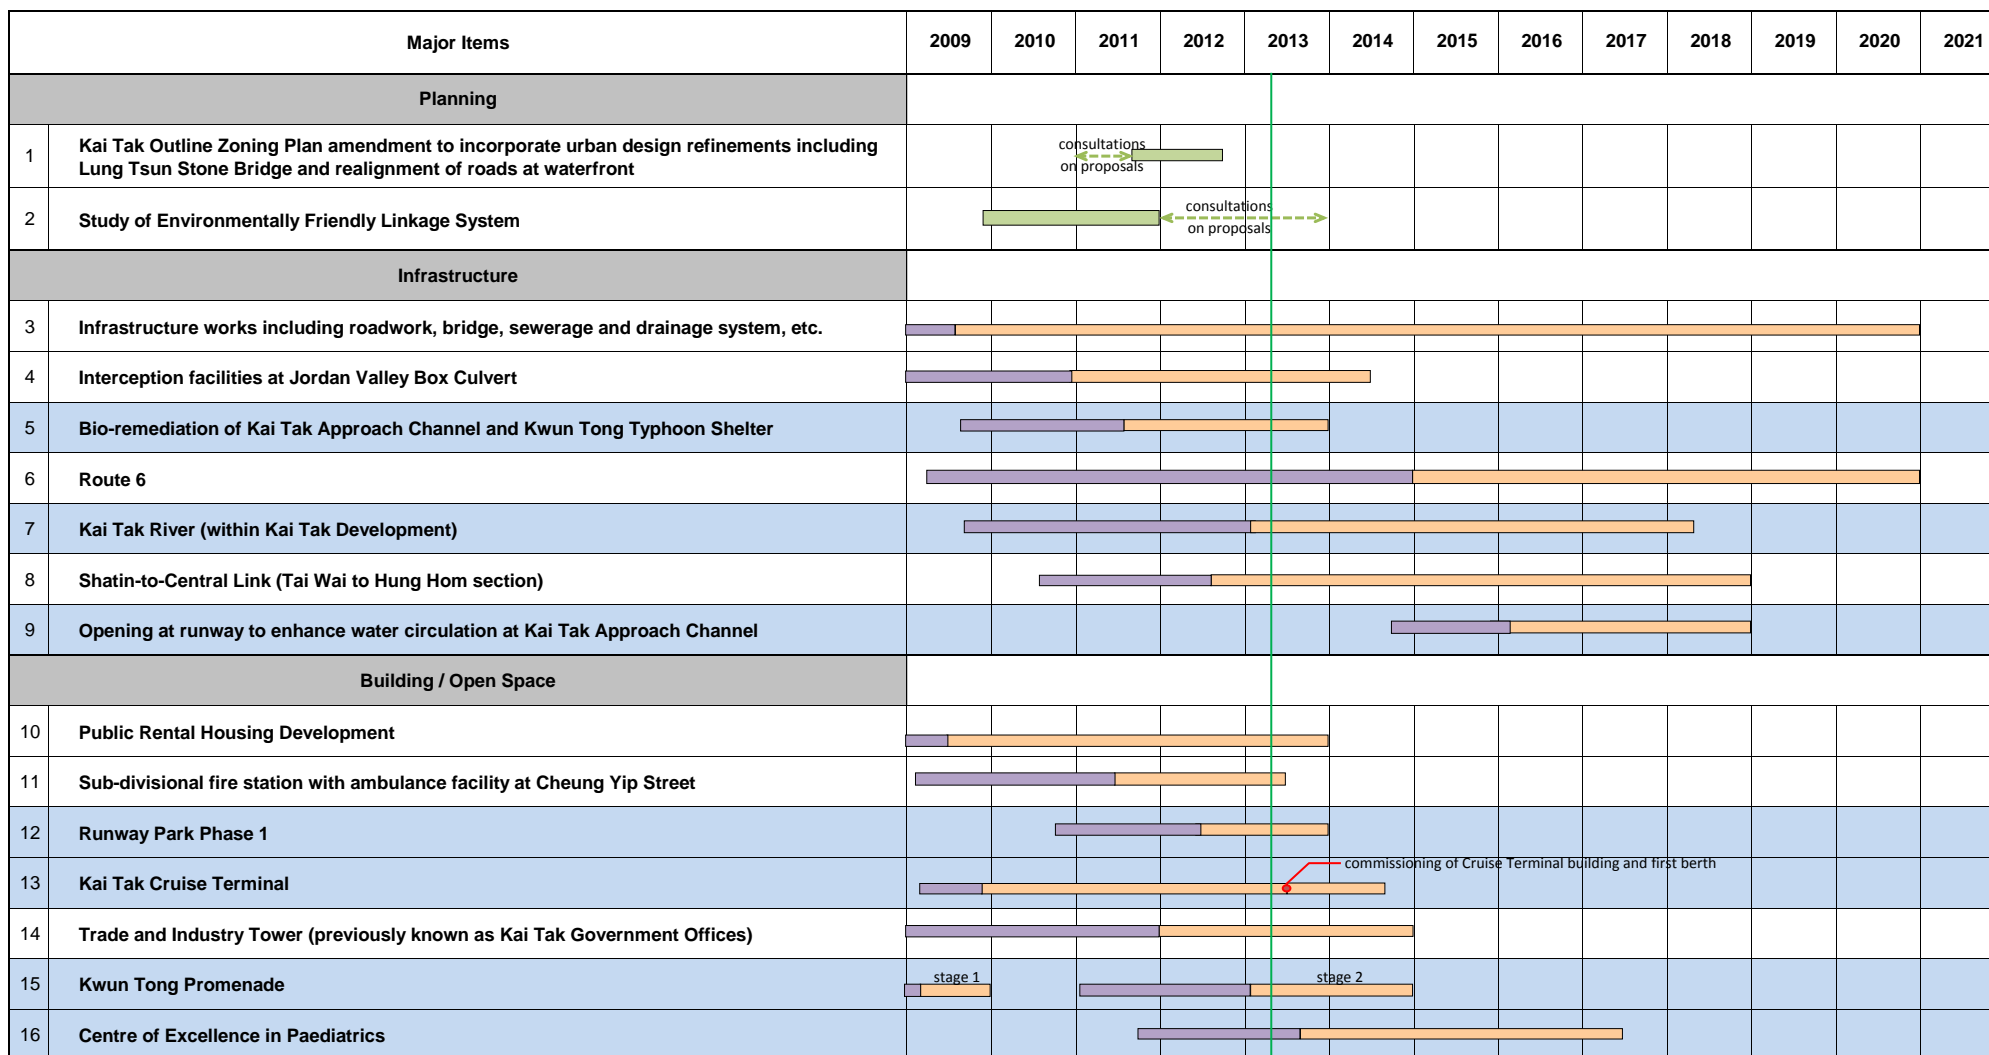 Major Items 2009 2010 2011 2012 2013 2014 2015 2016 2017 2018 2019 2020 2021
Planning
1 Kai Tak Outline Zoning Plan amendment to incorporate urban design refinements including
Lung Tsun Stone Bridge and realignment of roads at waterfront
consultations
on proposals
2 Study of Environmentally Friendly Linkage System
consultations
on proposals
Infrastructure
3 Infrastructure works including roadwork, bridge, sewerage and drainage system, etc.
4 Interception facilities at Jordan Valley Box Culvert
5 Bio-remediation of Kai Tak Approach Channel and Kwun Tong Typhoon Shelter
6 Route 6
7 Kai Tak River (within Kai Tak Development)
8 Shatin-to-Central Link (Tai Wai to Hung Hom section)
9 Opening at runway to enhance water circulation at Kai Tak Approach Channel
Building / Open Space
10 Public Rental Housing Development
11 Sub-divisional fire station with ambulance facility at Cheung Yip Street
12 Runway Park Phase 1
commissioning of Cruise Terminal building and first berth
13 Kai Tak Cruise Terminal
14 Trade and Industry Tower (previously known as Kai Tak Government Offices)
15 Kwun Tong Promenade stage 1 stage 2
16 Centre of Excellence in Paediatrics